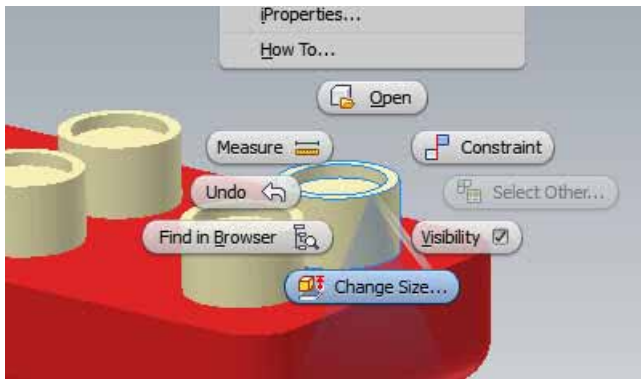 iProperties...
How To...
Open
Measure
Constraint
Undo
Select Other...
Find in Browser
Visibility
Change Size...